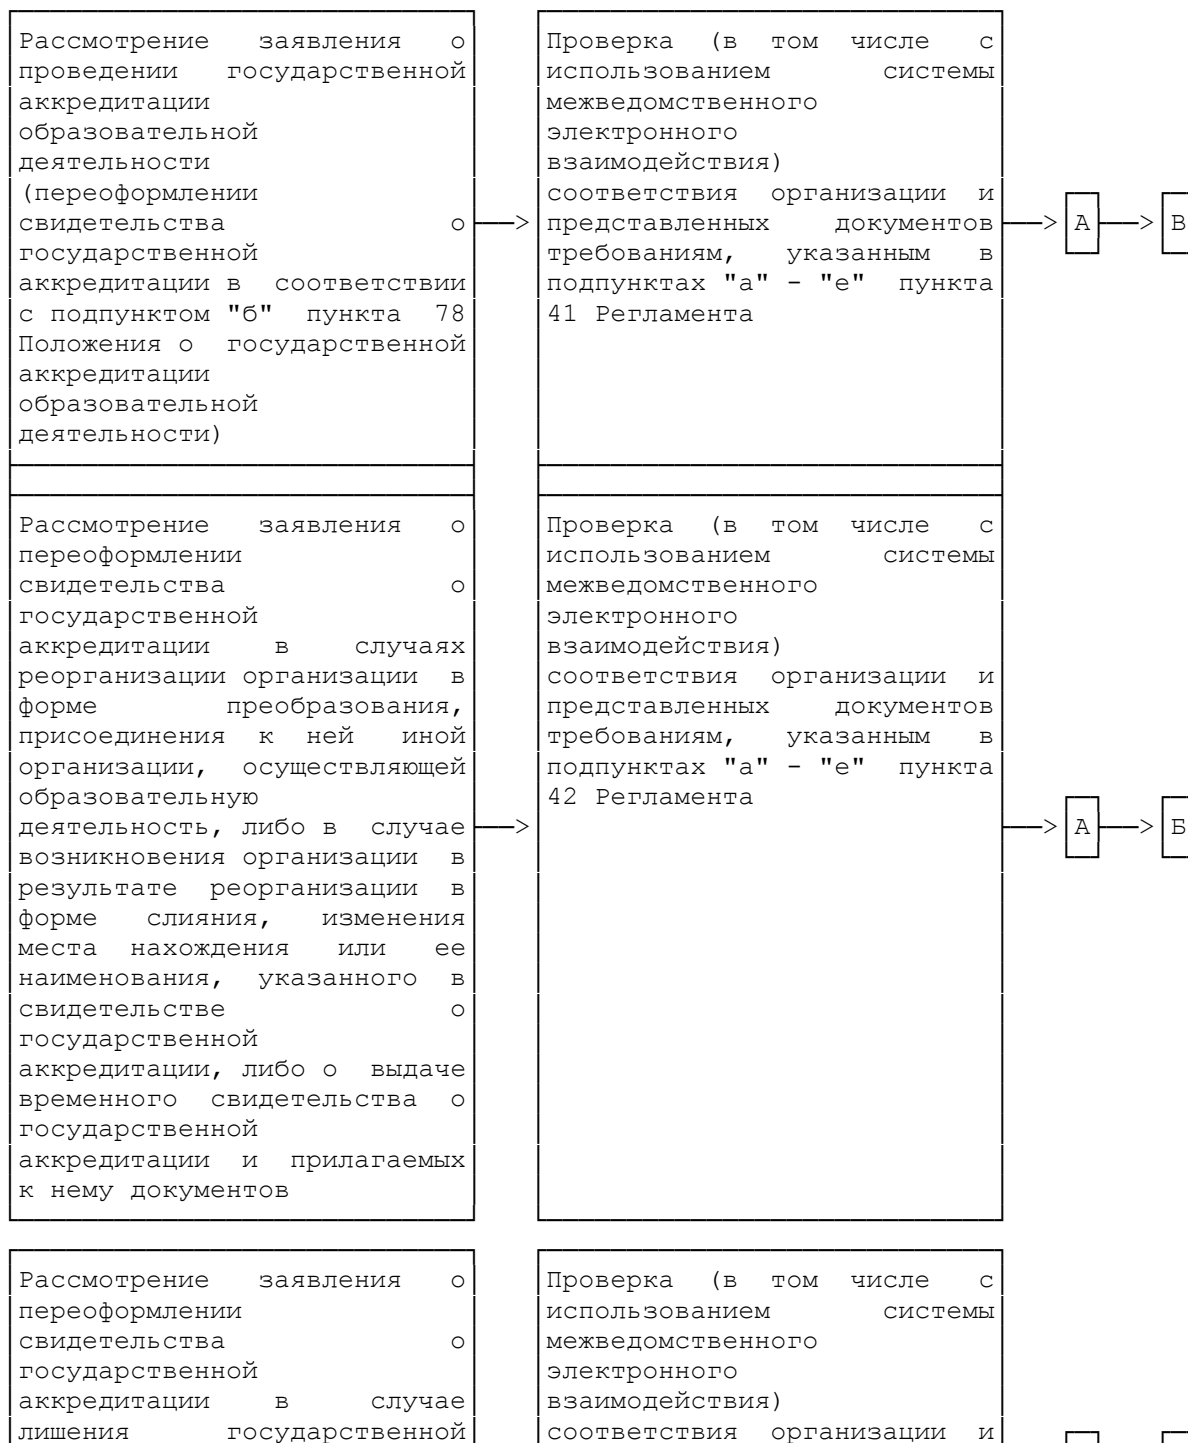 Рассмотрение заявления о
проведении государственной
аккредитации
образовательной
деятельности
(переоформлении
свидетельства о
государственной
аккредитации в соответствии
с подпунктом "б" пункта 78
Положения о государственной
аккредитации
образовательной
деятельности)
Проверка (в том числе с
использованием системы
межведомственного
электронного
взаимодействия)
соответствия организации и
представленных документов
требованиям, указанным в
подпунктах "а" - "е" пункта
41 Регламента
А
В
Рассмотрение заявления о
переоформлении
свидетельства о
государственной
аккредитации в случаях
реорганизации организации в
форме преобразования,
присоединения к ней иной
организации, осуществляющей
образовательную
деятельность, либо в случае
возникновения организации в
результате реорганизации в
форме слияния, изменения
места нахождения или ее
наименования, указанного в
свидетельстве о
государственной
аккредитации, либо о выдаче
временного свидетельства о
государственной
аккредитации и прилагаемых
к нему документов
Проверка (в том числе с
использованием системы
межведомственного
электронного
взаимодействия)
соответствия организации и
представленных документов
требованиям, указанным в
подпунктах "а" - "е" пункта
42 Регламента
А
Б
Рассмотрение заявления о
переоформлении
свидетельства о
государственной
аккредитации в случае
лишения государственной
Проверка (в том числе с
использованием системы
межведомственного
электронного
взаимодействия)
соответствия организации и